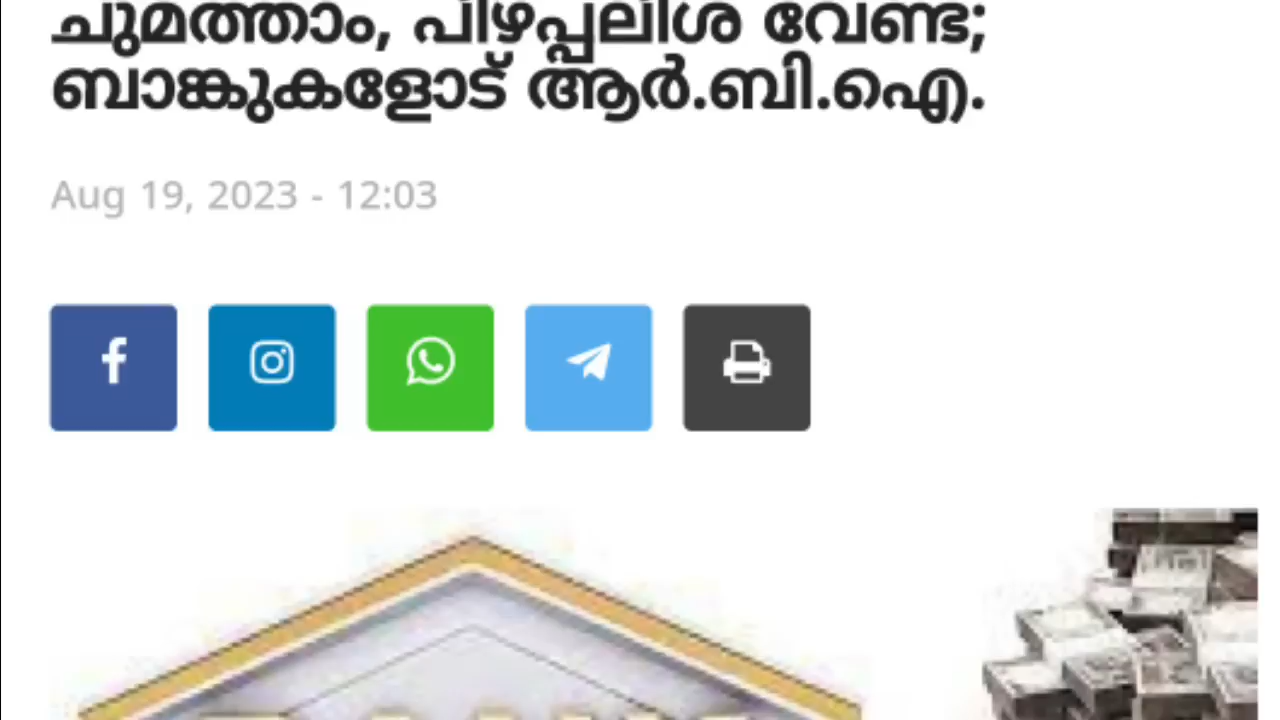 ചുമത്താം, പിഴപ്പലിശ വേണ്ട;
ബാങ്കുകളോട് ആർ.ബി.ഐ.
Aug 19, 2023 - 12:03